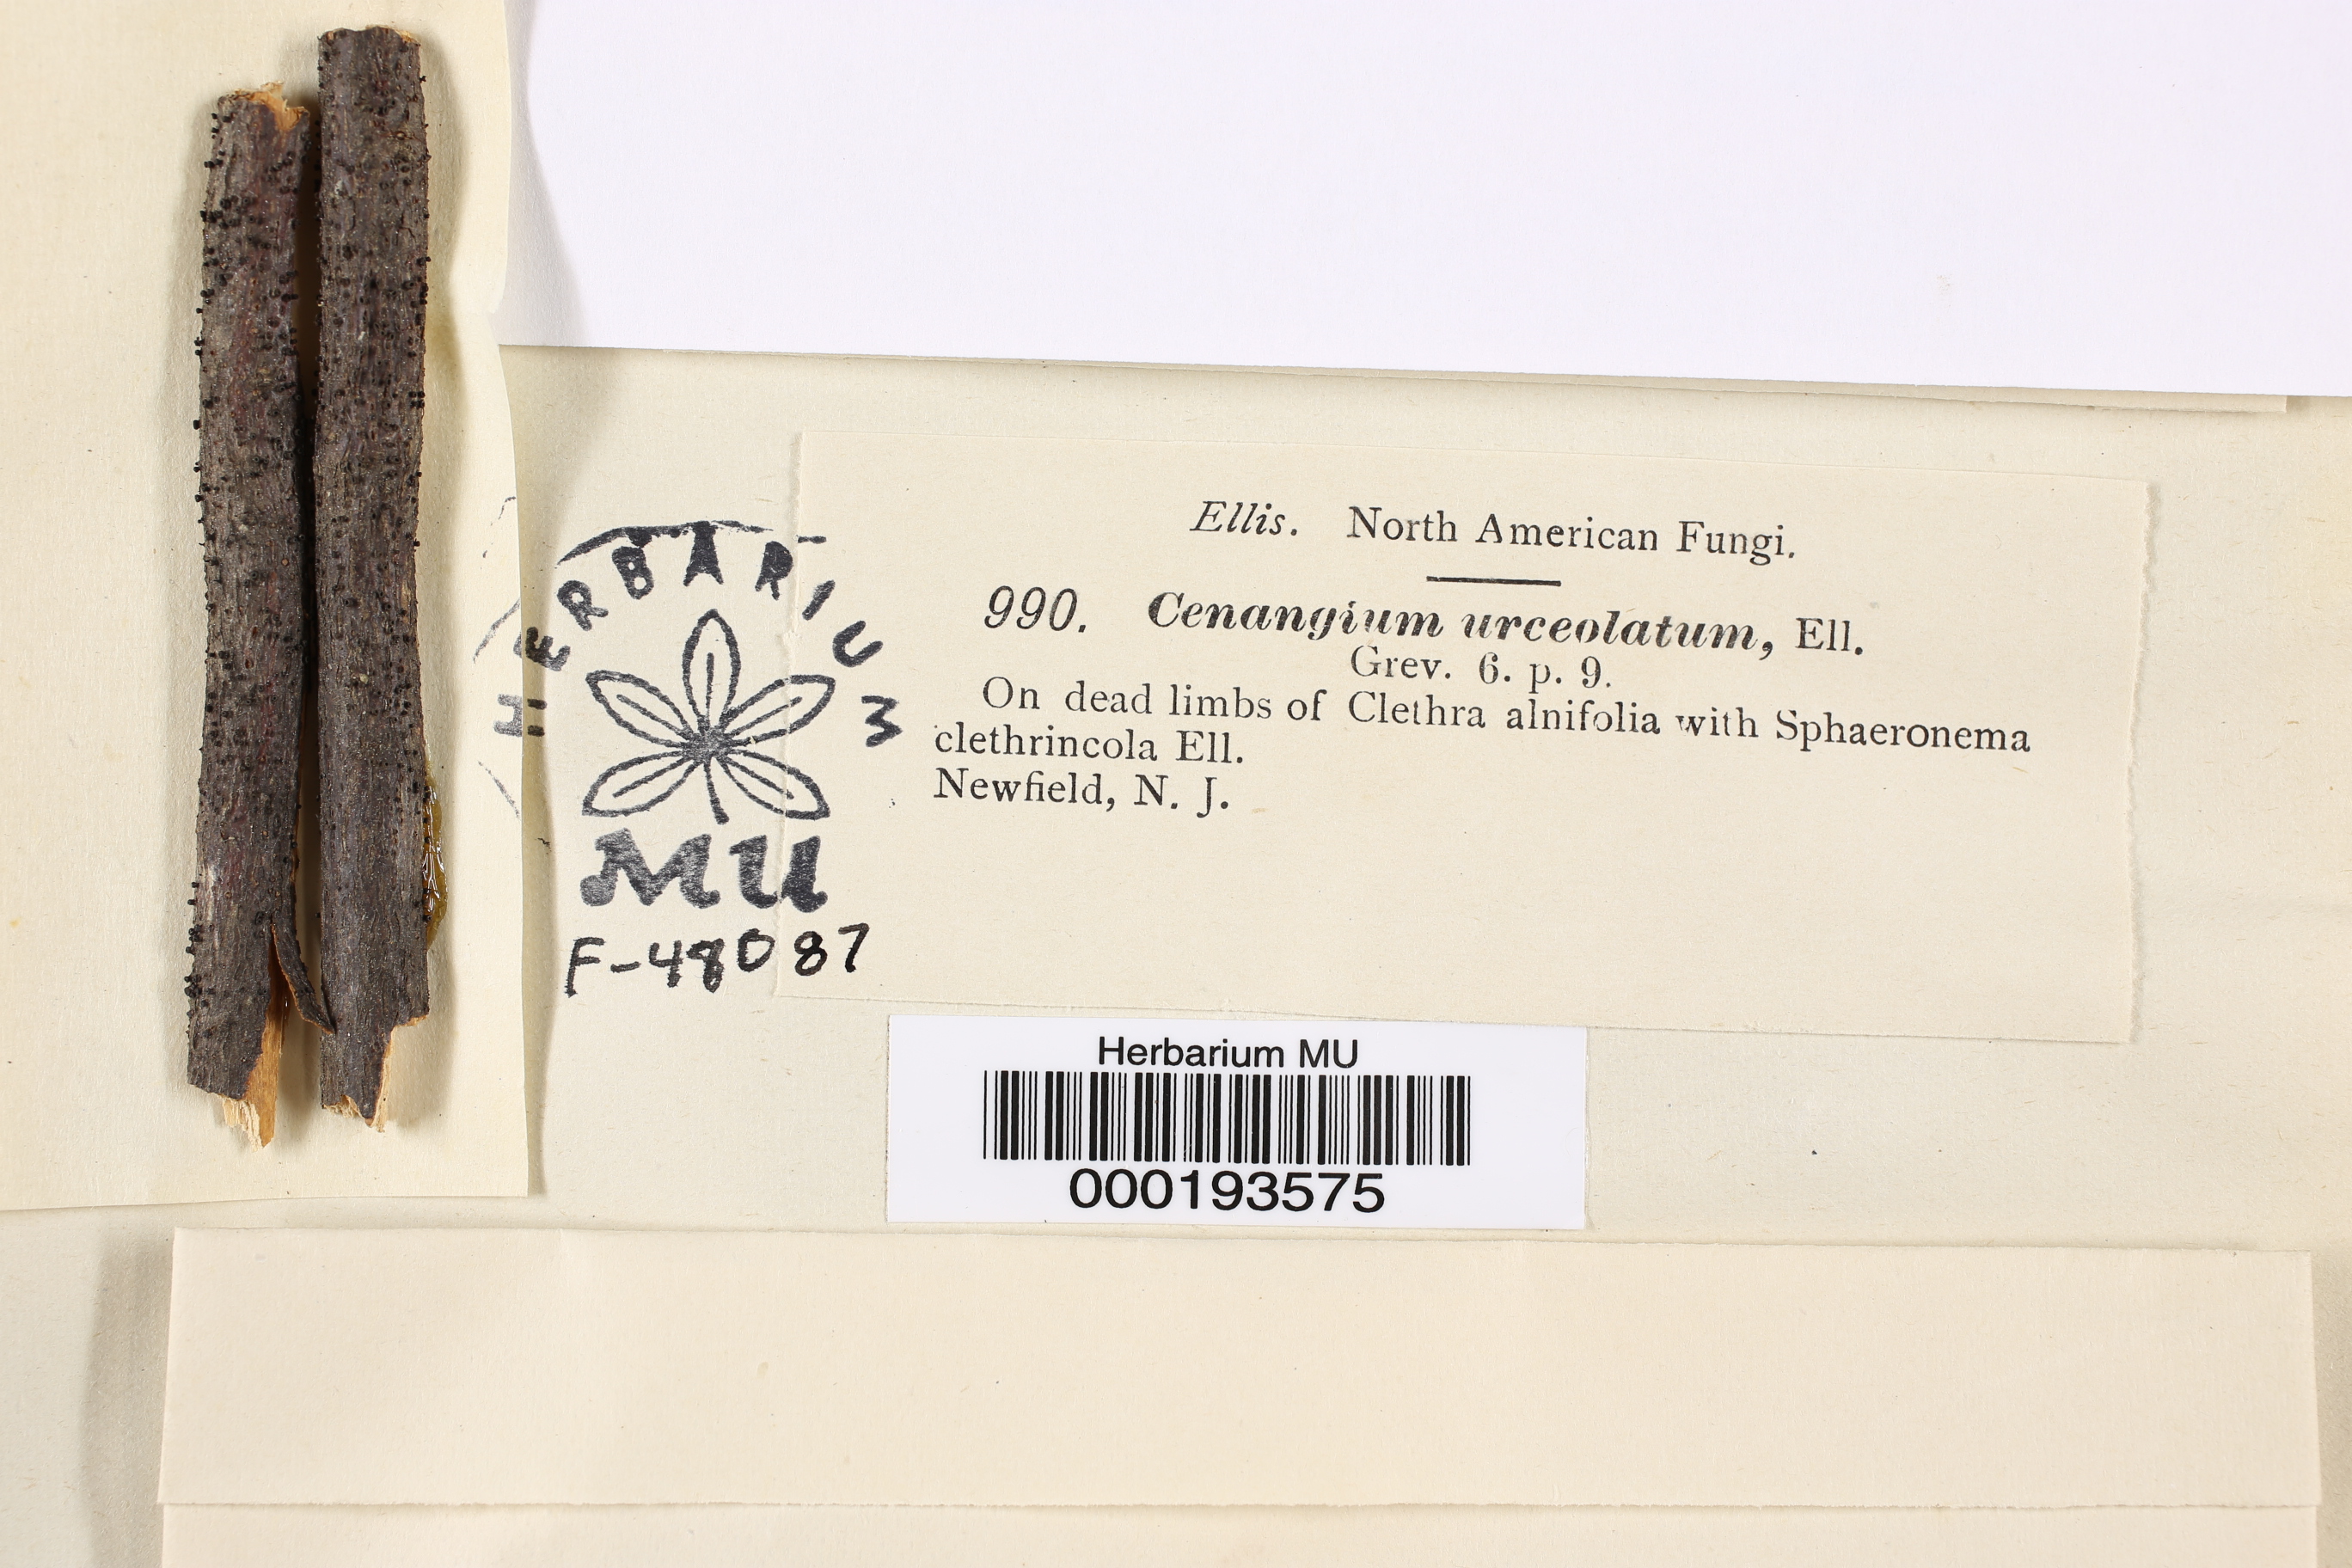 Ellis. North American Fungi.
990. Cenangium urceolatum, Ell.
Grev. 6. p. 9.
On dead limbs of Clethra alnifolia with Sphaeronema
clethrincola Ell.
Newfield, N. J.
HERBARIUM
MU
F-48087
Herbarium MU
000193575